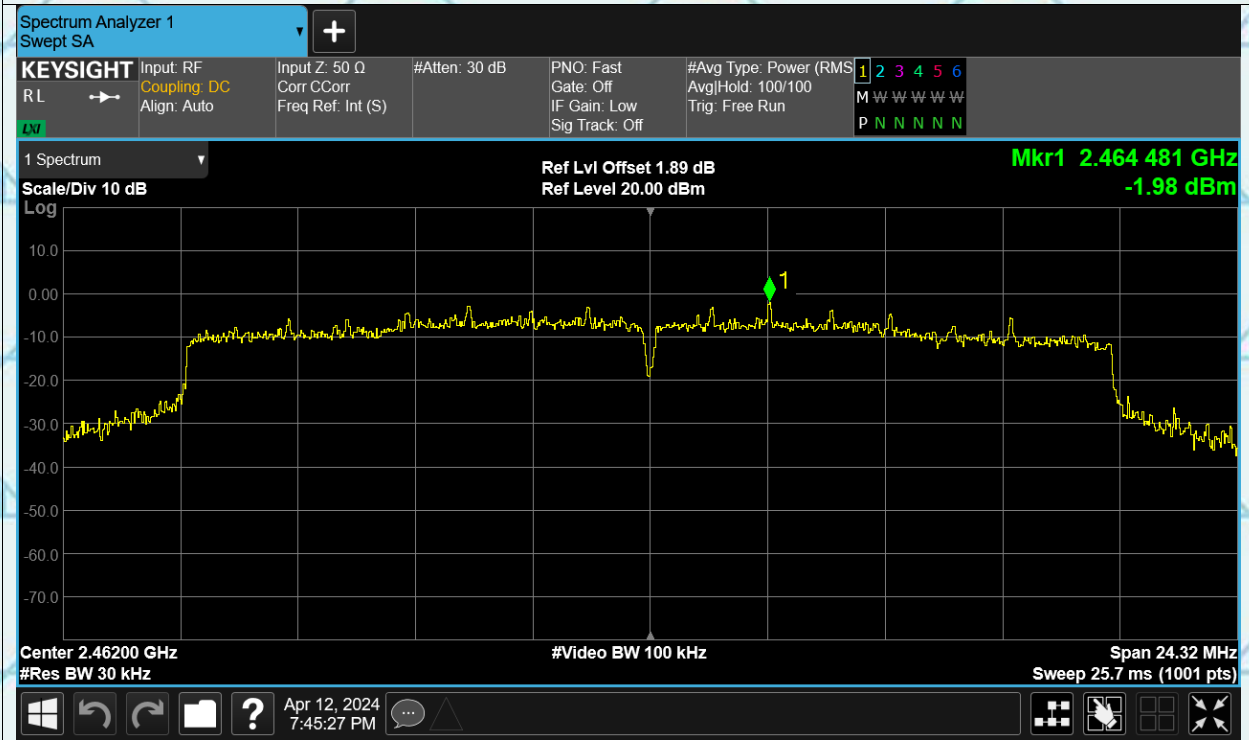 Spectrum Analyzer 1
Swept SA
+
KEYSIGHT
R L
LXI
Input: RF
Coupling: DC
Align: Auto
Input Z: 50 Ω
Corr CCorr
Freq Ref: Int (S)
#Atten: 30 dB
PNO: Fast
Gate: Off
IF Gain: Low
Sig Track: Off
#Avg Type: Power (RMS
Avg|Hold: 100/100
Trig: Free Run
1 2 3 4 5 6
M W W W W W
P N N N N N
1 Spectrum
Scale/Div 10 dB
Log
Ref Lvl Offset 1.89 dB
Ref Level 20.00 dBm
Mkr1 2.464 481 GHz
-1.98 dBm
1
10.0
0.00
-10.0
-20.0
-30.0
-40.0
-50.0
-60.0
-70.0
Center 2.46200 GHz
#Res BW 30 kHz
#Video BW 100 kHz
Span 24.32 MHz
Sweep 25.7 ms (1001 pts)
?
Apr 12, 2024
7:45:27 PM